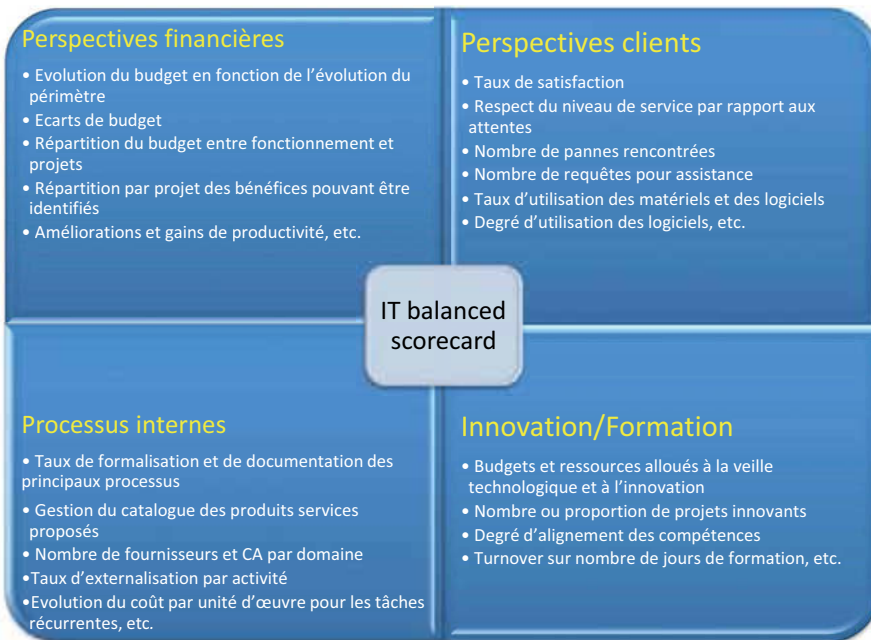 Perspectives financières
• Evolution du budget en fonction de l'évolution du
périmètre
• Ecarts de budget
• Répartition du budget entre fonctionnement et
projets
• Répartition par projet des bénéfices pouvant être
identifiés
• Améliorations et gains de productivité, etc.
Perspectives clients
• Taux de satisfaction
• Respect du niveau de service par rapport aux
attentes
• Nombre de pannes rencontrées
• Nombre de requêtes pour assistance
• Taux d'utilisation des matériels et des logiciels
• Degré d'utilisation des logiciels, etc.
IT balanced
scorecard
Processus internes
• Taux de formalisation et de documentation des
principaux processus
• Gestion du catalogue des produits services
proposés
• Nombre de fournisseurs et CA par domaine
•Taux d'externalisation par activité
•Evolution du coût par unité d'œuvre pour les tâches
récurrentes, etc.
Innovation/Formation
• Budgets et ressources alloués à la veille
technologique et à l'innovation
• Nombre ou proportion de projets innovants
• Degré d'alignement des compétences
• Turnover sur nombre de jours de formation, etc.